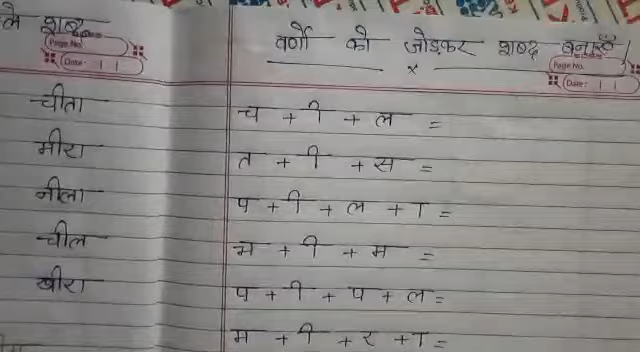 ले शब्द
Page No.
Date: | |
चीता
मीरा
नीला
चील
खीरा
वर्णों को जोड़कर शब्द बनाएँ
Page No.
Date: | |
च + ी + ल =
त + ी + स =
प + ी + ल + ा =
भ + ी + म =
प + ी + प + ल =
म + ी + र + ा =